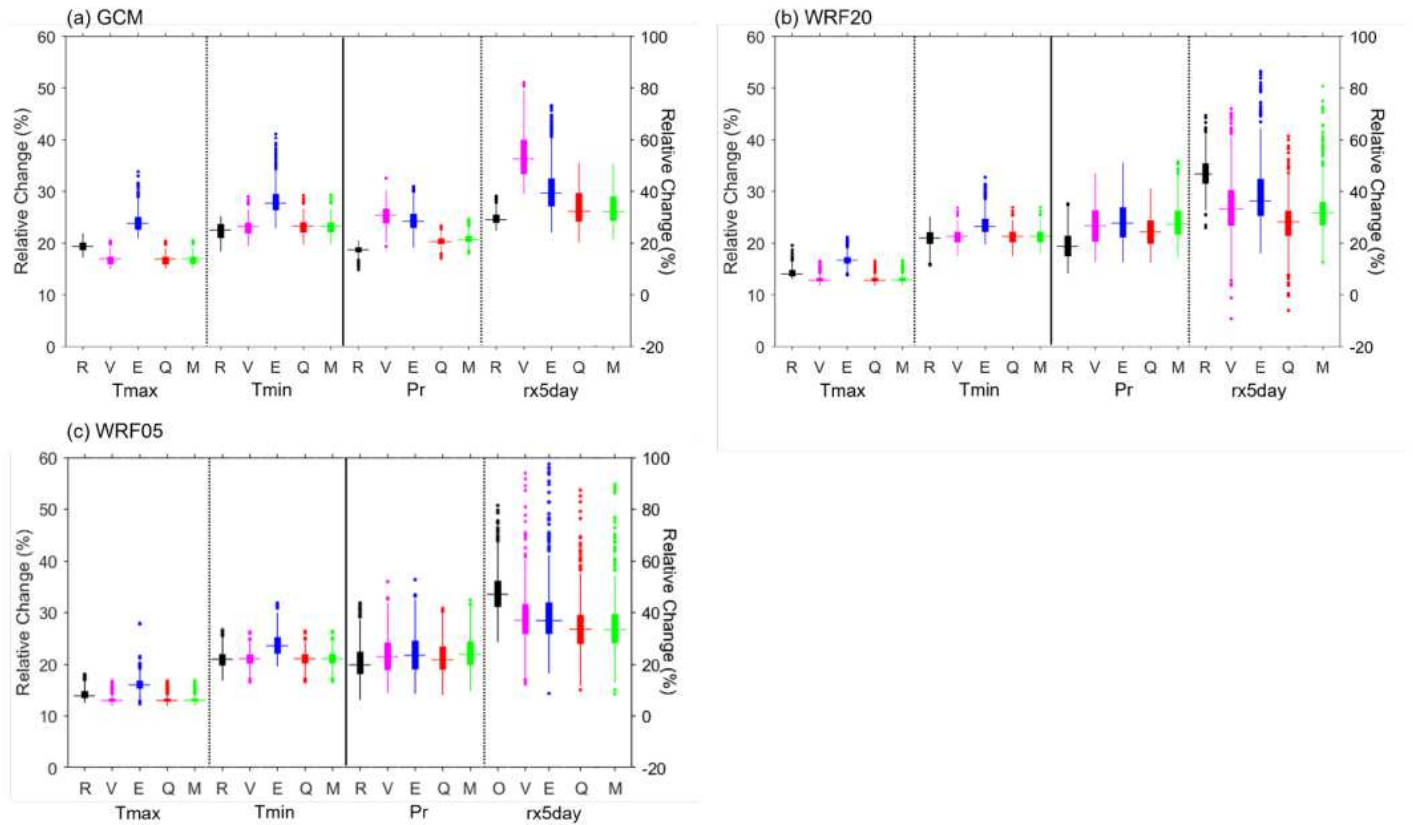 (a) GCM
60
50
40
30
20
10
0
100
80
60
40
20
0
-20
Relative Change (%)
Relative Change (%)
R V E Q M R V E Q M R V E Q M R V E Q M
Tmax Tmin Pr rx5day
(b) WRF20
60
50
40
30
20
10
0
100
80
60
40
20
0
-20
Relative Change (%)
Relative Change (%)
R V E Q M R V E Q M R V E Q M R V E Q M
Tmax Tmin Pr rx5day
(c) WRF05
60
50
40
30
20
10
0
100
80
60
40
20
0
-20
Relative Change (%)
Relative Change (%)
R V E Q M R V E Q M R V E Q M O V E Q M
Tmax Tmin Pr rx5day